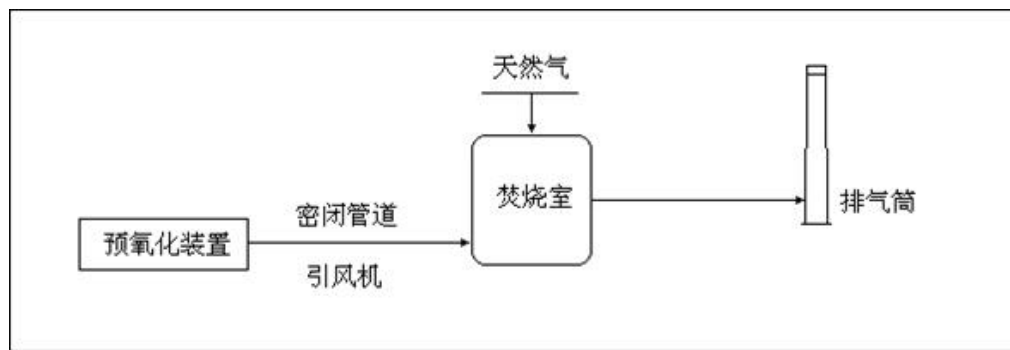 天然气
焚烧室
密闭管道
预氧化装置
引风机
排气筒